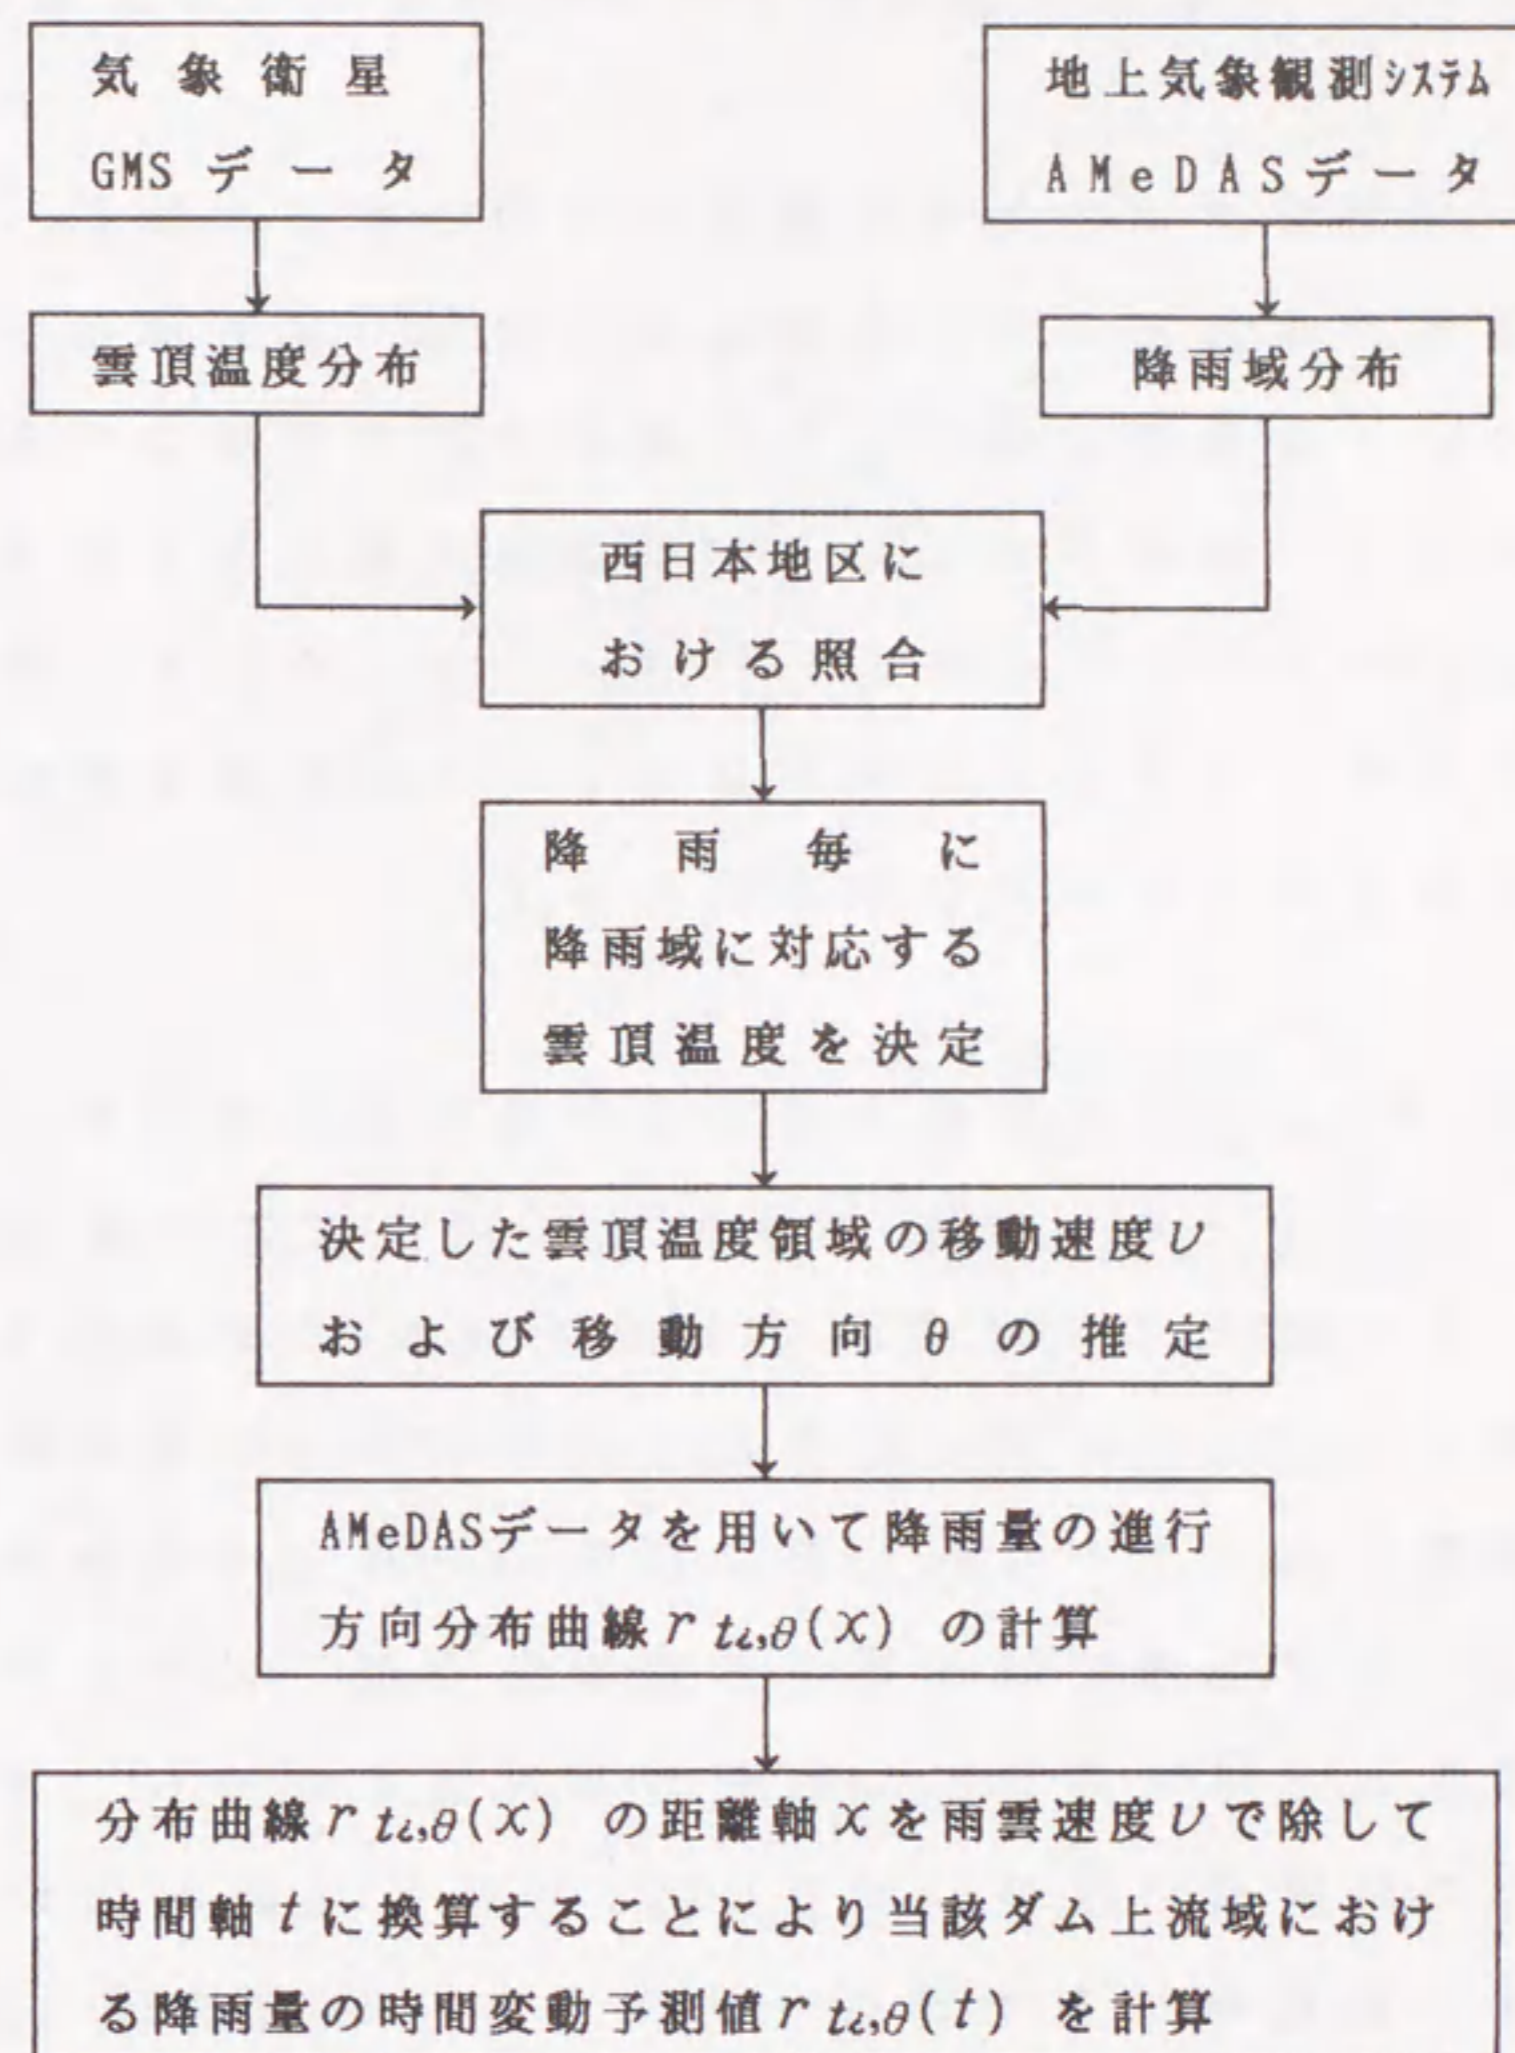 気象衛星
GMS データ
地上気象観測システム
AMeDASデータ
雲頂温度分布
降雨域分布
西日本地区に
おける照合
降雨毎に
降雨域に対応する
雲頂温度を決定
決定した雲頂温度領域の移動速度υ
および移動方向θの推定
AMeDASデータを用いて降雨量の進行
方向分布曲線r ti,θ(x) の計算
分布曲線r ti,θ(x) の距離軸xを雨雲速度υで除して
時間軸tに換算することにより当該ダム上流域におけ
る降雨量の時間変動予測値r ti,θ(t) を計算